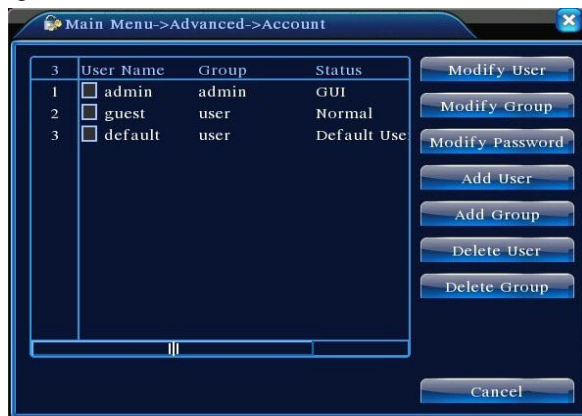 Main Menu->Advanced->Account
3 User Name Group Status
1 admin admin GUI
2 guest user Normal
3 default user Default Use
Modify User
Modify Group
Modify Password
Add User
Add Group
Delete User
Delete Group
Cancel